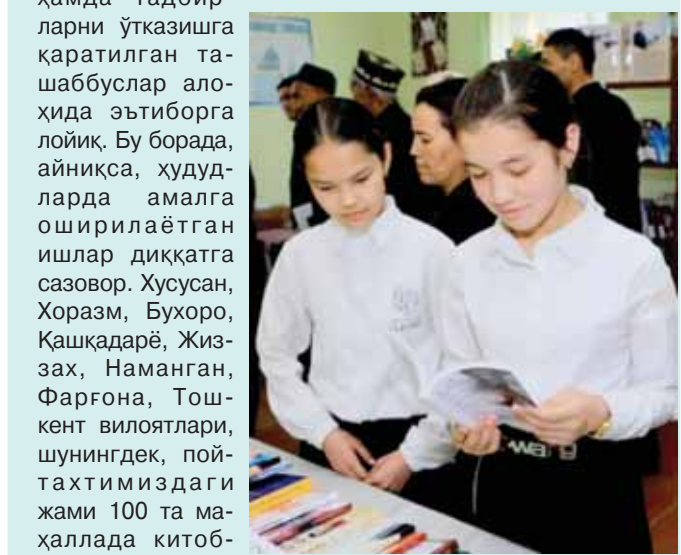 ҳамда тадбир-
ларни ўтказишга
қаратилган та-
шаббуслар ало-
ҳида эътиборга
лойиқ. Бу борада,
айниқса, ҳудуд-
ларда амалга
оширилаётган
ишлар диққатга
сазовор. Хусусан,
Хоразм, Бухоро,
Қашқадарё, Жиз-
зах, Наманган,
Фарғона, Тош-
кент вилоятлари,
шунингдек, пой-
тахтимиздаги
жами 100 та ма-
ҳаллада китоб-